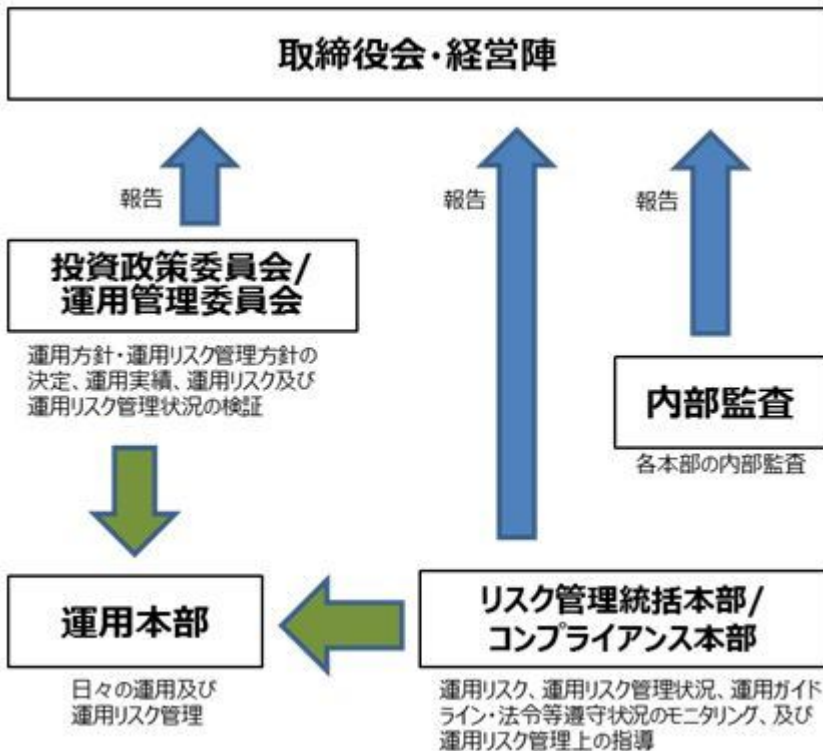 取締役会・経営陣
報告
報告
報告
投資政策委員会/
運用管理委員会
運用方針・運用リスク管理方針の
決定、運用実績、運用リスク及び
運用リスク管理状況の検証
内部監査
各本部の内部監査
運用本部
日々の運用及び
運用リスク管理
リスク管理統括本部/
コンプライアンス本部
運用リスク、運用リスク管理状況、運用ガイド
ライン・法令等遵守状況のモニタリング、及び
運用リスク管理上の指導